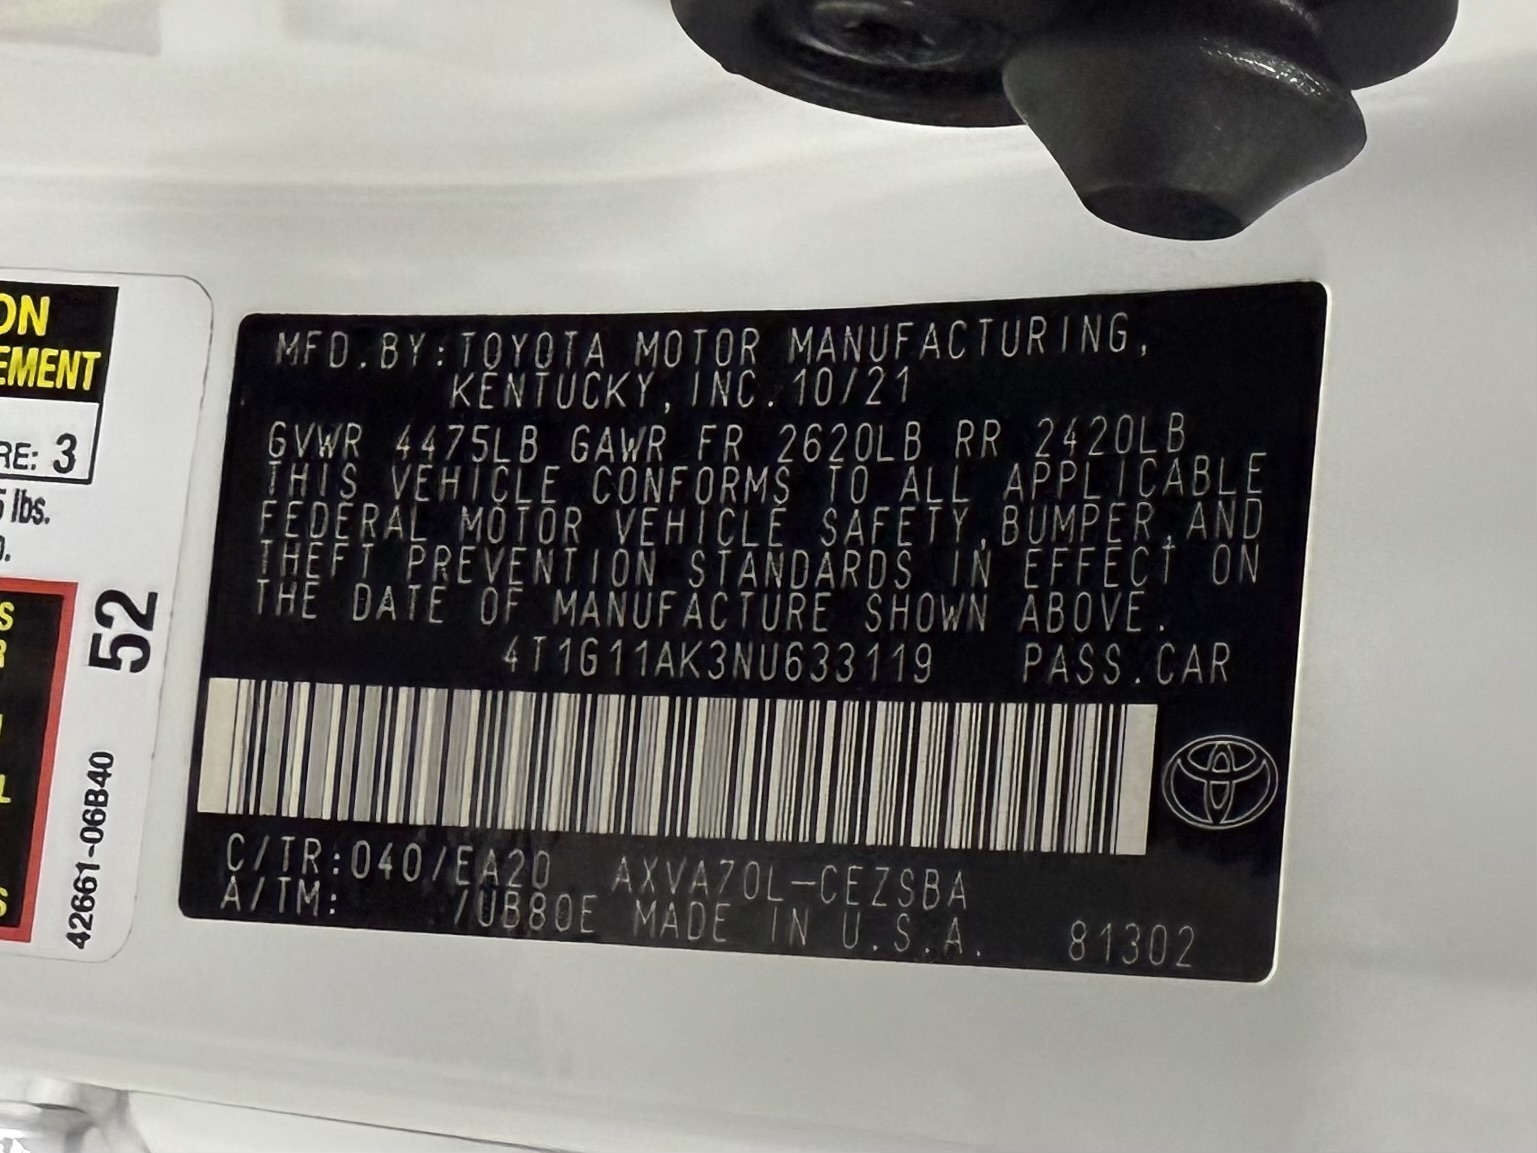 MFD.BY:TOYOTA MOTOR MANUFACTURING,
KENTUCKY,INC.10/21
GVWR 4475LB GAWR FR 2620LB RR 2420LB
THIS VEHICLE CONFORMS TO ALL APPLICABLE
FEDERAL MOTOR VEHICLE SAFETY,BUMPER,AND
THEFT PREVENTION STANDARDS IN EFFECT ON
THE DATE OF MANUFACTURE SHOWN ABOVE.
4T1G11AK3NU633119 PASS.CAR
C/TR:040/EA20 AXVA70L-CEZSBA
A/TM: /UB80E MADE IN U.S.A. 81302
ON
EMENT
RE: 3
5 lbs.
52
42661-06B40